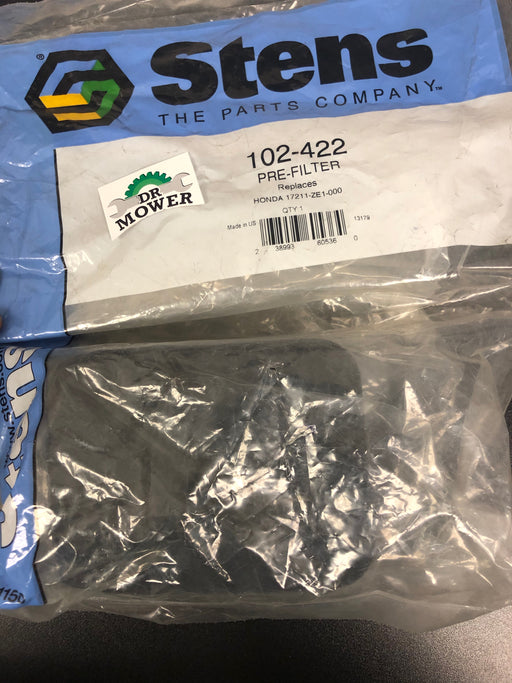 ® Stens
THE PARTS COMPANY™
102-422
PRE-FILTER
Replaces
HONDA 17211-ZE1-000
QTY 1
Made in US
13179
2 38993 60536 0
DR
MOWER